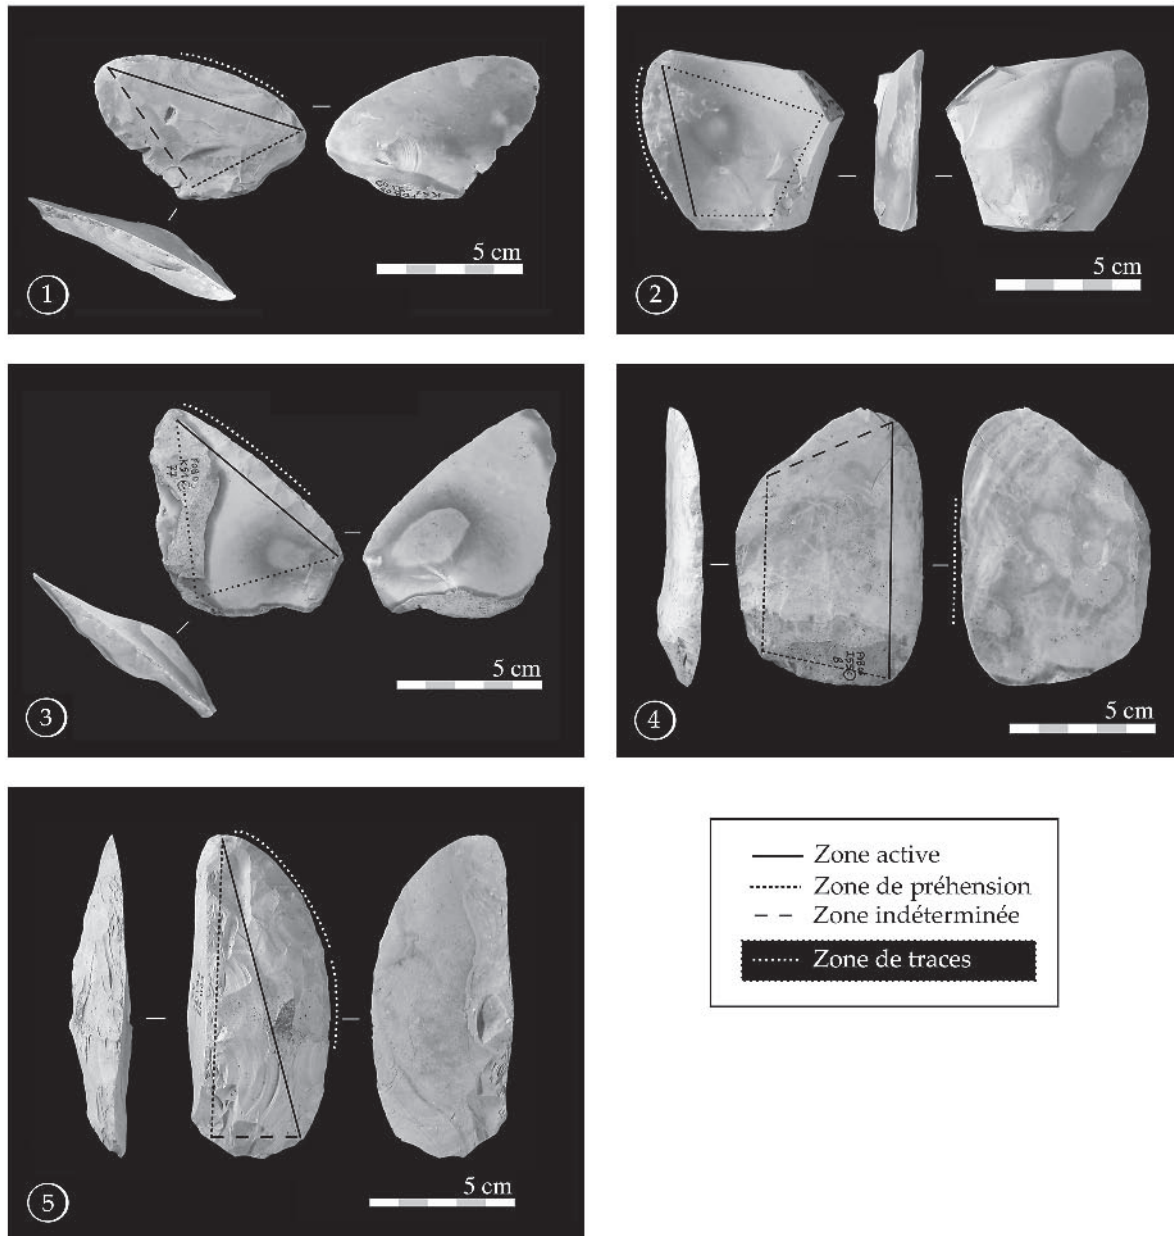 5 cm
1
5 cm
2
5 cm
3
5 cm
4
5 cm
5
Zone active
Zone de préhension
Zone indéterminée
Zone de traces